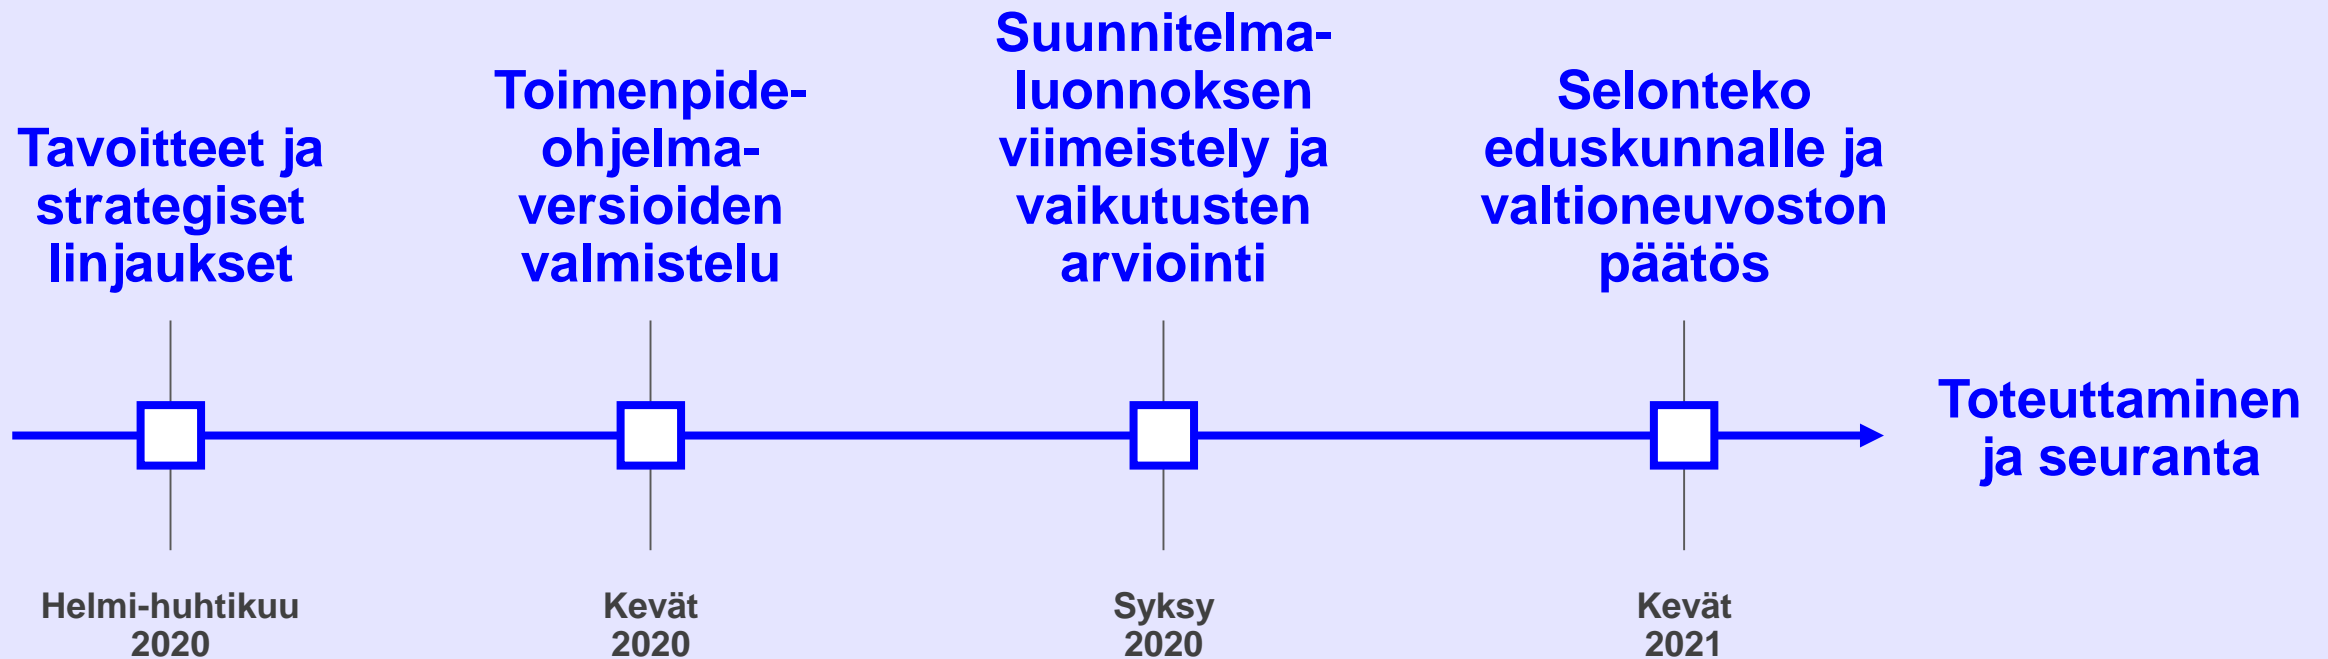 Tavoitteet ja
strategiset
linjaukset
Helmi-huhtikuu
2020
Toimenpide-
ohjelma-
versioiden
valmistelu
Kevät
2020
Suunnitelma-
luonnoksen
viimeistely ja
vaikutusten
arviointi
Syksy
2020
Selonteko
eduskunnalle ja
valtioneuvoston
päätös
Kevät
2021
Toteuttaminen
ja seuranta